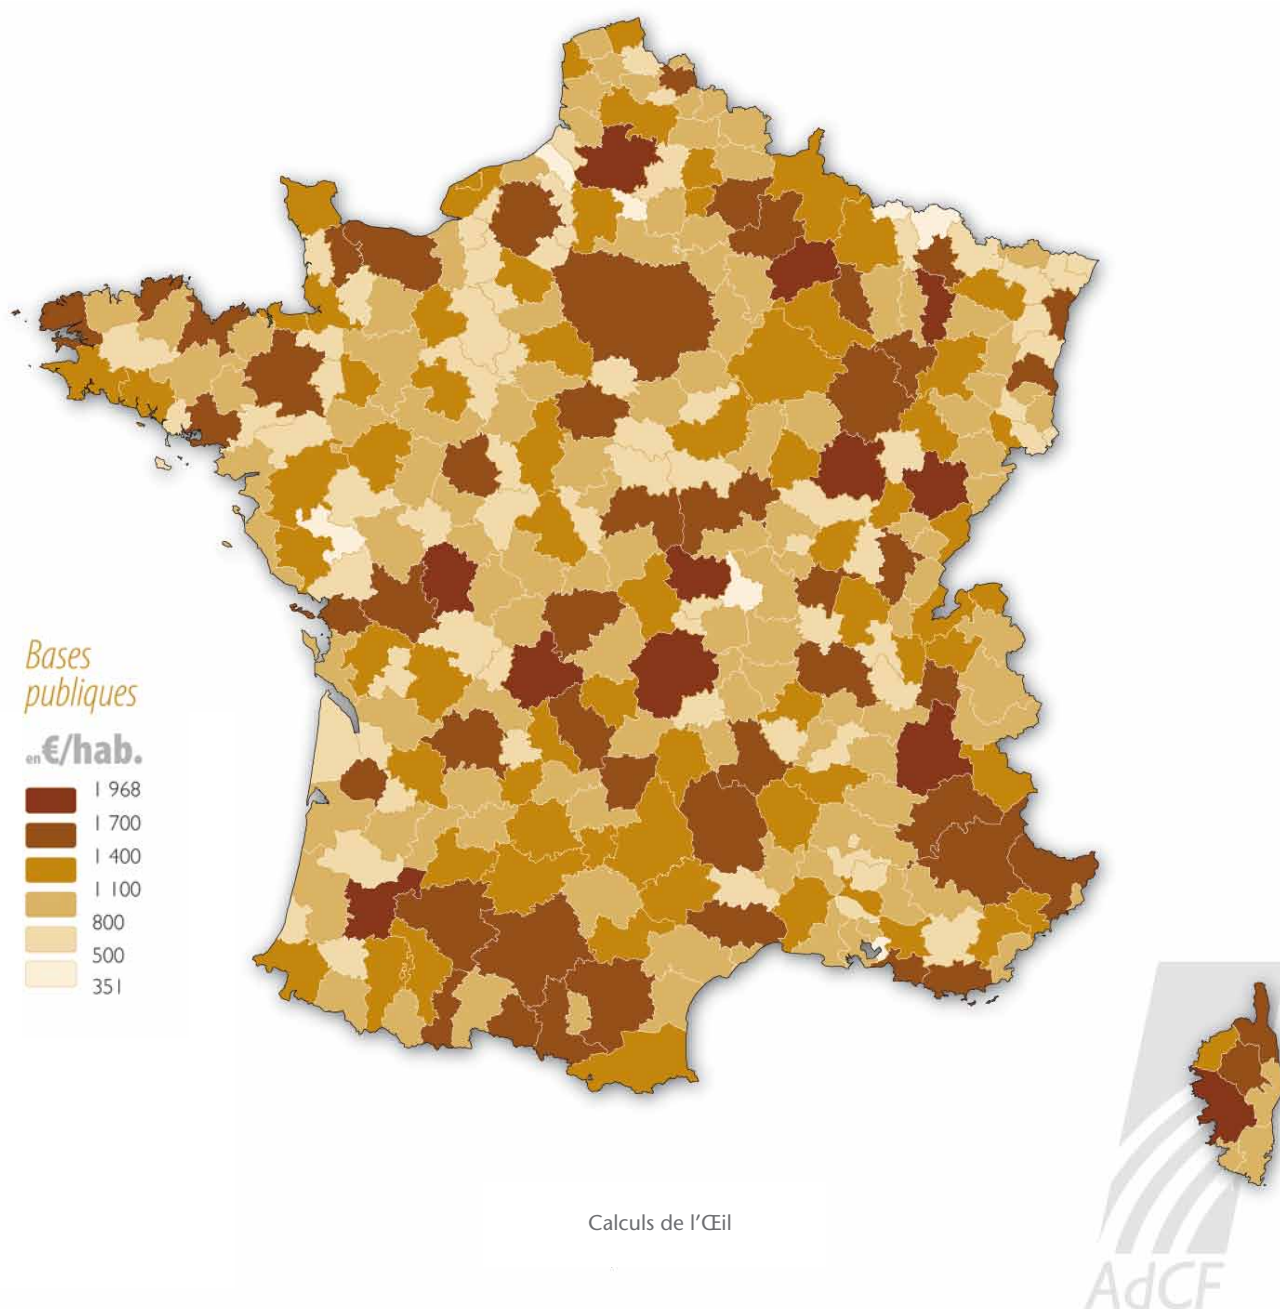 Bases
publiques
en €/hab.
1 968
1 700
1 400
1 100
800
500
351
Calculs de l'Œil
AdCF